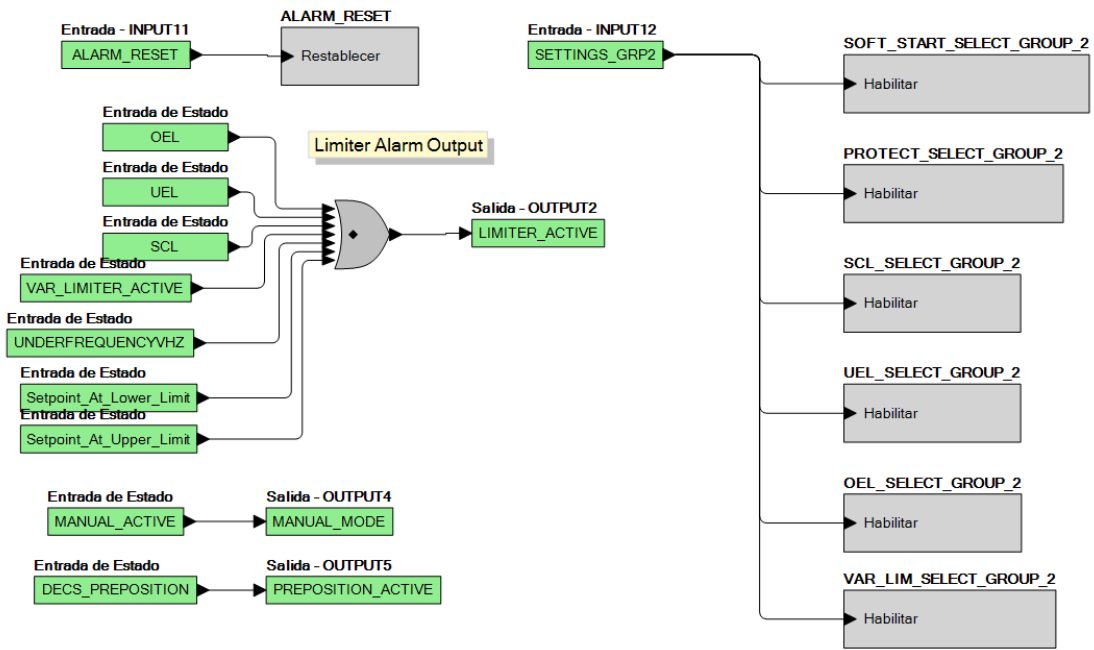 Entrada - INPUT11
ALARM_RESET
ALARM_RESET
Restablecer
Entrada de Estado
OEL
Entrada de Estado
UEL
Entrada de Estado
SCL
Entrada de Estado
VAR_LIMITER_ACTIVE
Entrada de Estado
UNDERFREQUENCYVHZ
Entrada de Estado
Setpoint_At_Lower_Limit
Entrada de Estado
Setpoint_At_Upper_Limit
Limiter Alarm Output
Salida - OUTPUT2
LIMITER_ACTIVE
Entrada de Estado
MANUAL_ACTIVE
Salida - OUTPUT4
MANUAL_MODE
Entrada de Estado
DECS_PREPOSITION
Salida - OUTPUT5
PREPOSITION_ACTIVE
Entrada - INPUT12
SETTINGS_GRP2
SOFT_START_SELECT_GROUP_2
Habilitar
PROTECT_SELECT_GROUP_2
Habilitar
SCL_SELECT_GROUP_2
Habilitar
UEL_SELECT_GROUP_2
Habilitar
OEL_SELECT_GROUP_2
Habilitar
VAR_LIM_SELECT_GROUP_2
Habilitar